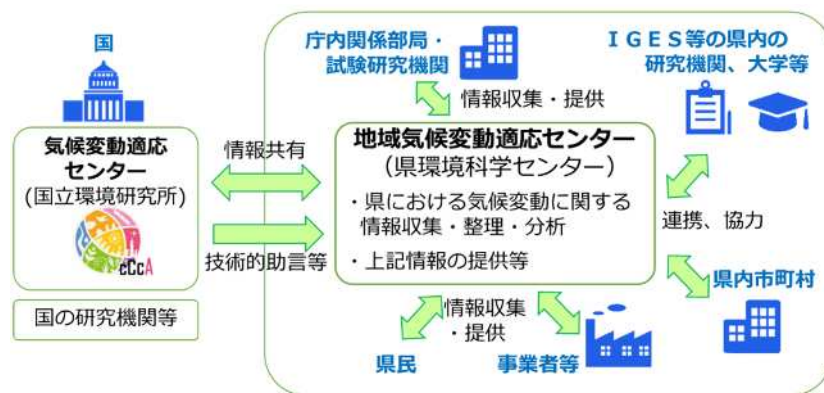 国
気候変動適応
センター
(国立環境研究所)
CCCA
国の研究機関等
情報共有
技術的助言等
庁内関係部局・
試験研究機関
情報収集・提供
ＩＧＥＳ等の県内の
研究機関、大学等
地域気候変動適応センター
（県環境科学センター）
・県における気候変動に関する
情報収集・整理・分析
・上記情報の提供等
連携、協力
県内市町村
情報収集
・提供
県民
事業者等